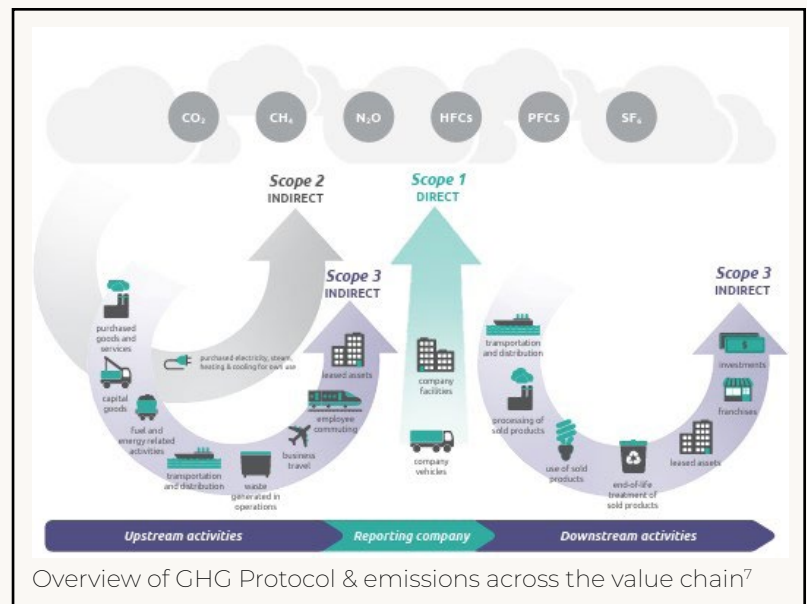 CO₂
CH₄
N₂O
HFCs
PFCs
SF₆
Scope 2
INDIRECT
Scope 1
DIRECT
Scope 3
INDIRECT
Scope 3
INDIRECT
purchased
goods and
services
capital
goods
fuel and
energy related
activities
transportation
and distribution
waste
generated in
operations
business
travel
employee
commuting
leased assets
purchased electricity, steam,
heating & cooling for own use
company
facilities
company
vehicles
transportation
and distribution
processing of
sold products
use of sold
products
end-of-life
treatment of
sold products
leased assets
franchises
investments
Upstream activities
Reporting company
Downstream activities
Overview of GHG Protocol & emissions across the value chain⁷